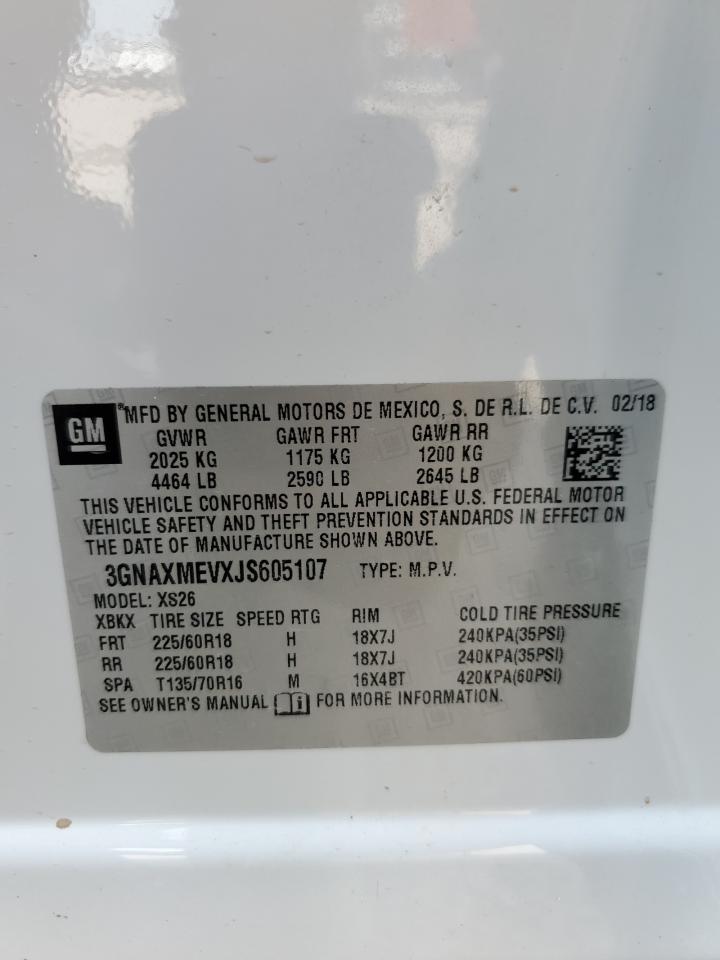 GM ®MFD BY GENERAL MOTORS DE MEXICO, S. DE R.L. DE C.V. 02/18
GVWR GAWR FRT GAWR RR
2025 KG 1175 KG 1200 KG
4464 LB 2590 LB 2645 LB
THIS VEHICLE CONFORMS TO ALL APPLICABLE U.S. FEDERAL MOTOR
VEHICLE SAFETY AND THEFT PREVENTION STANDARDS IN EFFECT ON
THE DATE OF MANUFACTURE SHOWN ABOVE.
3GNAXMEVXJS605107 TYPE: M.P.V.
MODEL: XS26
XBKX TIRE SIZE SPEED RTG RIM COLD TIRE PRESSURE
FRT 225/60R18 H 18X7J 240KPA(35PSI)
RR 225/60R18 H 18X7J 240KPA(35PSI)
SPA T135/70R16 M 16X4BT 420KPA(60PSI)
SEE OWNER'S MANUAL FOR MORE INFORMATION.